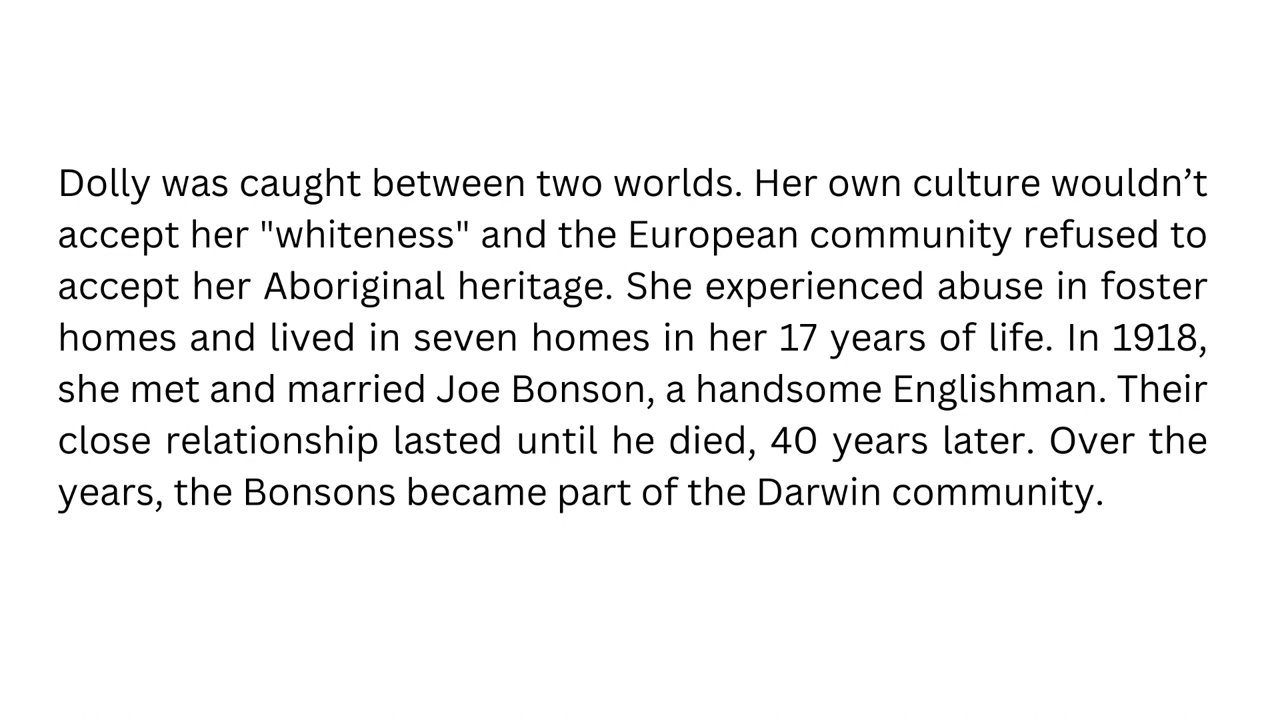 Dolly was caught between two worlds. Her own culture wouldn’t
accept her "whiteness" and the European community refused to
accept her Aboriginal heritage. She experienced abuse in foster
homes and lived in seven homes in her 17 years of life. In 1918,
she met and married Joe Bonson, a handsome Englishman. Their
close relationship lasted until he died, 40 years later. Over the
years, the Bonsons became part of the Darwin community.